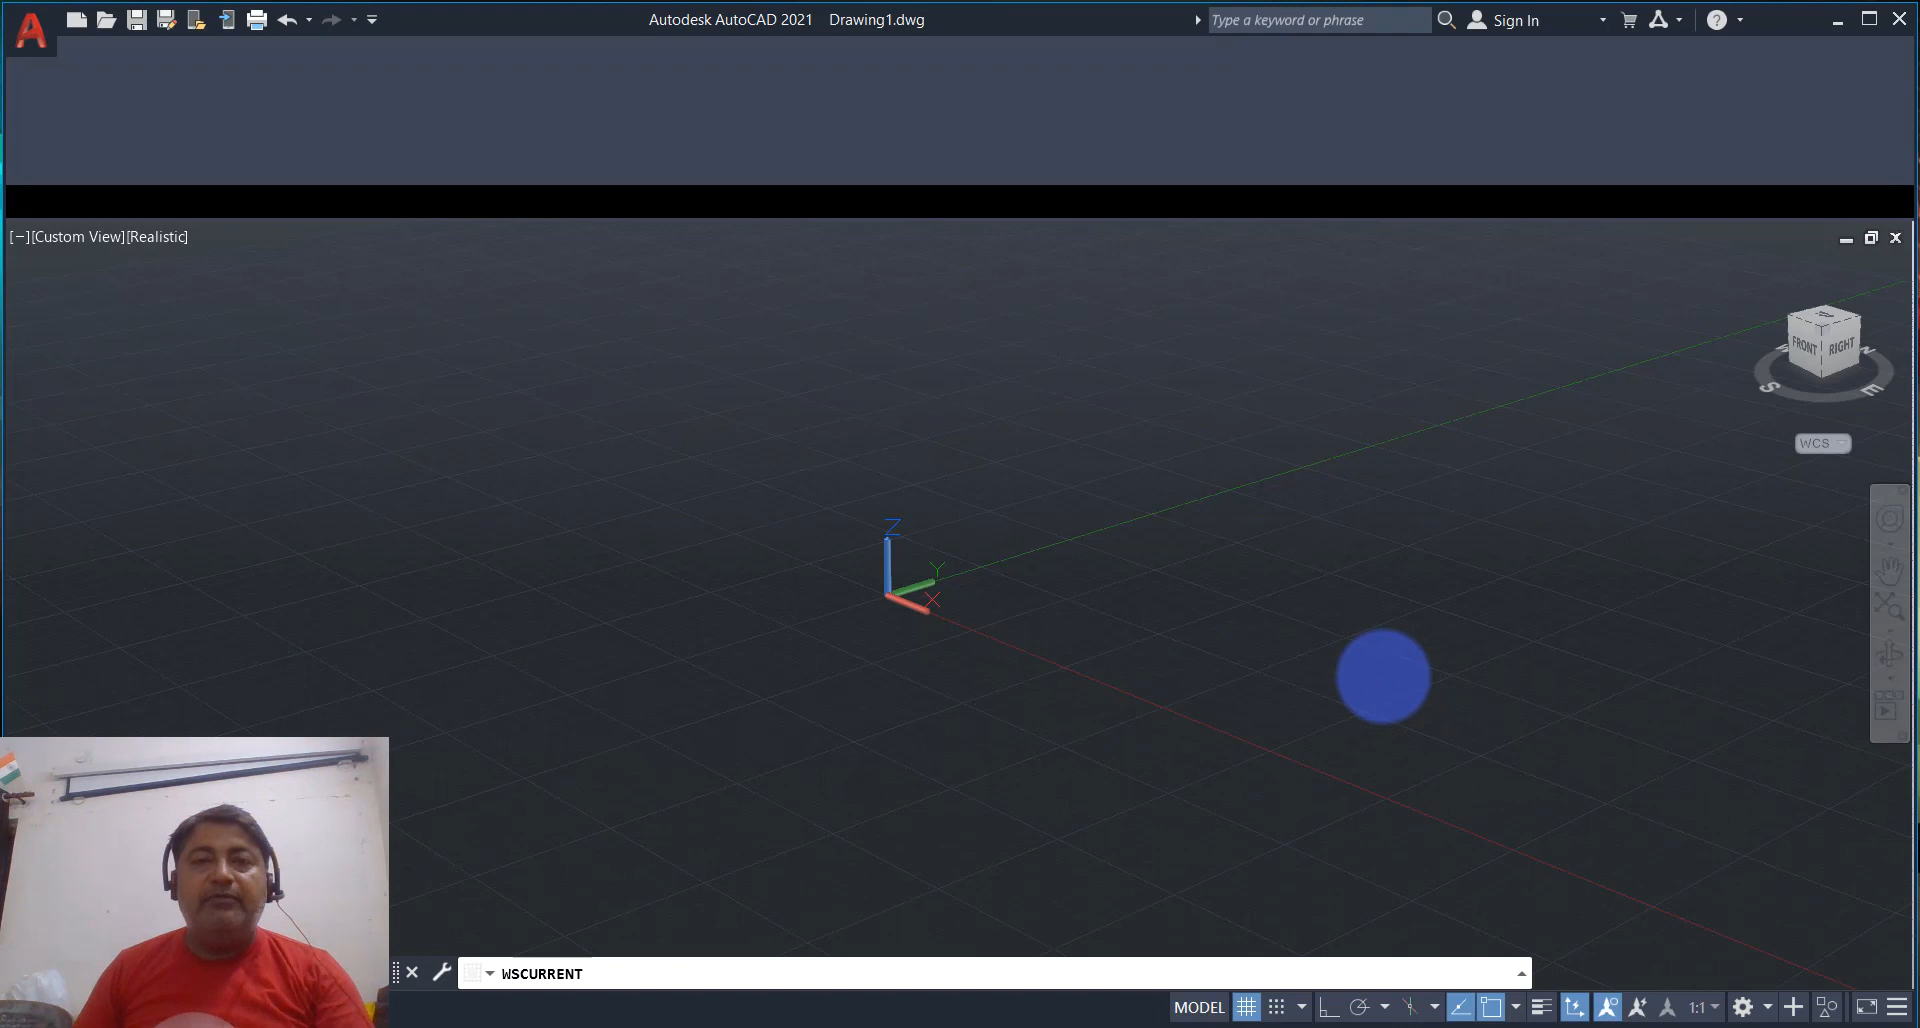 Autodesk AutoCAD 2021 Drawing1.dwg
Type a keyword or phrase
Sign In
[−][Custom View][Realistic]
FRONT
RIGHT
S
E
WCS
Z
Y
X
WSCURRENT
MODEL
1:1